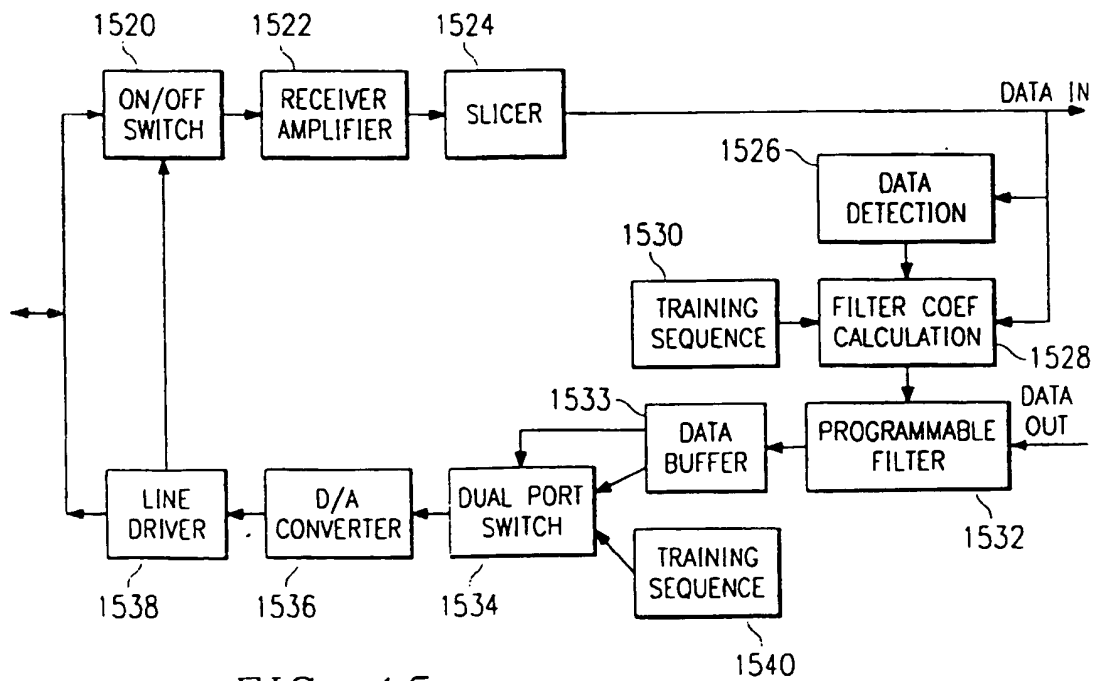 1520
1522
1524
ON/OFF
SWITCH
RECEIVER
AMPLIFIER
SLICER
DATA IN
1526
DATA
DETECTION
1530
TRAINING
SEQUENCE
FILTER COEF
CALCULATION
1528
1533
DATA
BUFFER
PROGRAMMABLE
FILTER
DATA
OUT
1532
LINE
DRIVER
D/A
CONVERTER
DUAL PORT
SWITCH
TRAINING
SEQUENCE
1538
1536
1534
1540